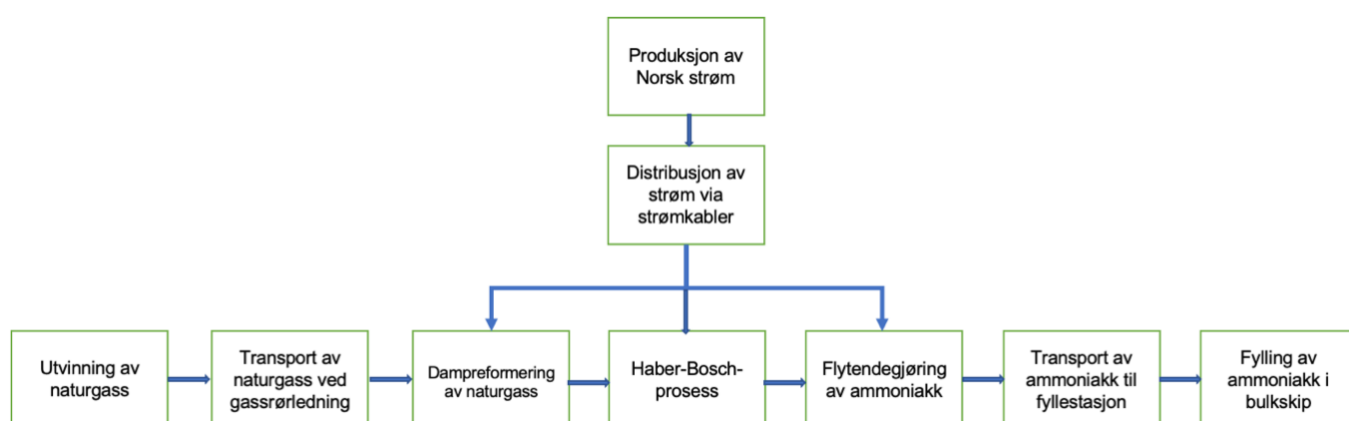 Produksjon av
Norsk strøm
Distribusjon av
strøm via
strømkabler
Utvinning av
naturgass
Transport av
naturgass ved
gassrørledning
Dampreformering
av naturgass
Haber-Bosch-
prosess
Flytendegjøring
av ammoniakk
Transport av
ammoniakk til
fyllestasjon
Fylling av
ammoniakk i
bulkskip